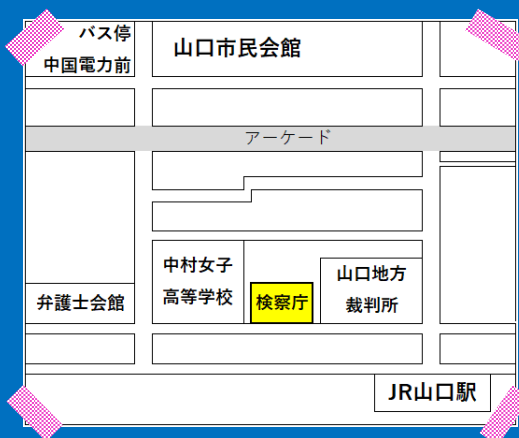 バス停
中国電力前
山口市民会館
アーケード
中村女子
高等学校
検察庁
山口地方
裁判所
弁護士会館
JR山口駅